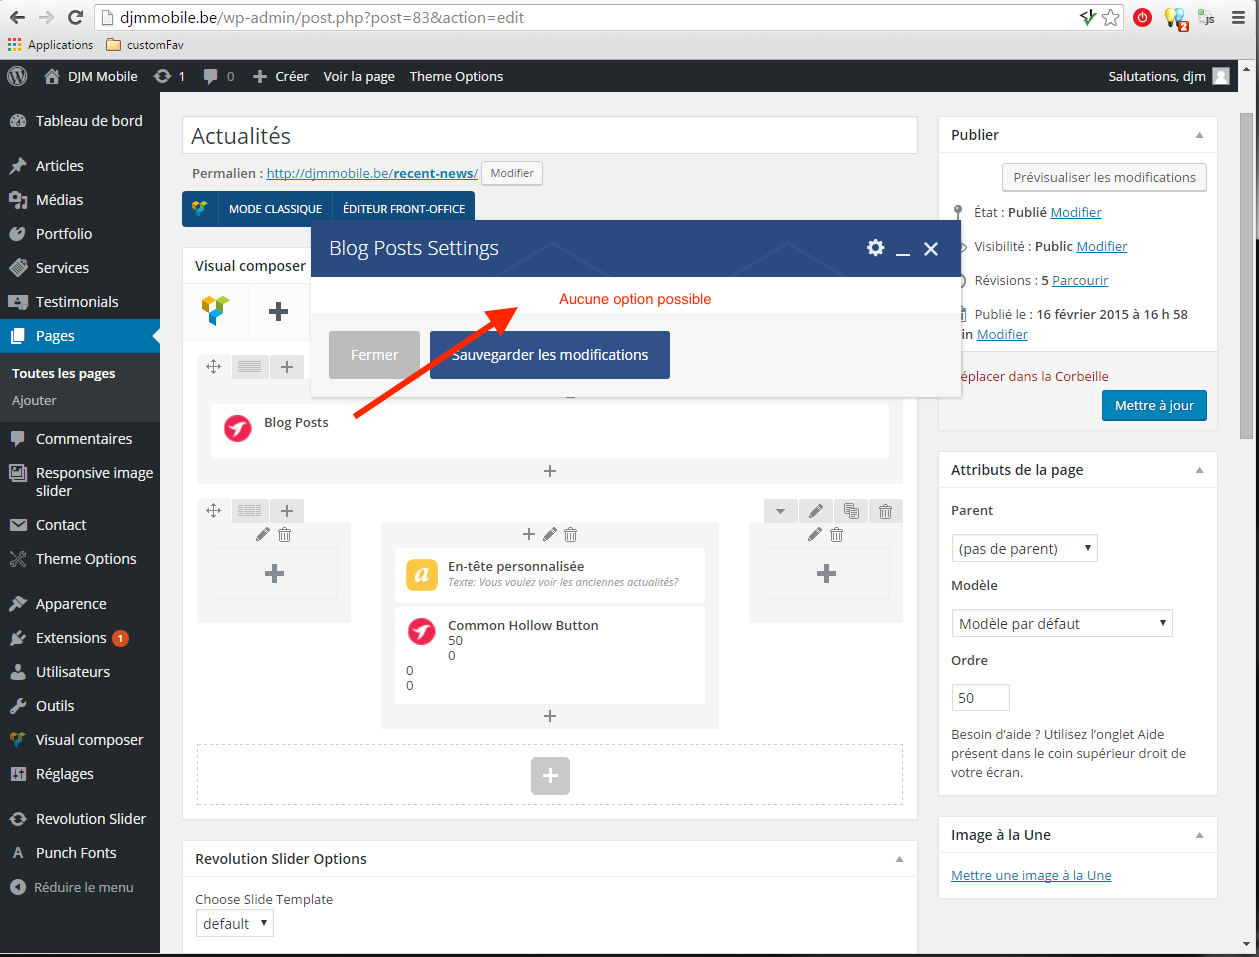 djmmobile.be/wp-admin/post.php?post=83&action=edit
2
js
Applications
customFav
DJM Mobile
1
0
Créer
Voir la page
Theme Options
Salutations, djm
Tableau de bord
Articles
Médias
Portfolio
Services
Testimonials
Pages
Toutes les pages
Ajouter
Commentaires
Responsive image
slider
Contact
Theme Options
Apparence
Extensions 1
Utilisateurs
Outils
Visual composer
Réglages
Revolution Slider
Punch Fonts
Réduire le menu
Actualités
Permalien : http://djmmobile.be/recent-news/ Modifier
MODE CLASSIQUE
ÉDITEUR FRONT-OFFICE
Visual composer
Blog Posts Settings
Aucune option possible
Fermer
Sauvegarder les modifications
Blog Posts
En-tête personnalisée
Texte: Vous voulez voir les anciennes actualités?
Common Hollow Button
50
0
0
0
Revolution Slider Options
Choose Slide Template
default
Publier
Prévisualiser les modifications
État : Publié Modifier
Visibilité : Public Modifier
Révisions : 5 Parcourir
Publié le : 16 février 2015 à 16 h 58
in Modifier
éplacer dans la Corbeille
Mettre à jour
Attributs de la page
Parent
(pas de parent)
Modèle
Modèle par défaut
Ordre
50
Besoin d’aide ? Utilisez l’onglet Aide
présent dans le coin supérieur droit de
votre écran.
Image à la Une
Mettre une image à la Une